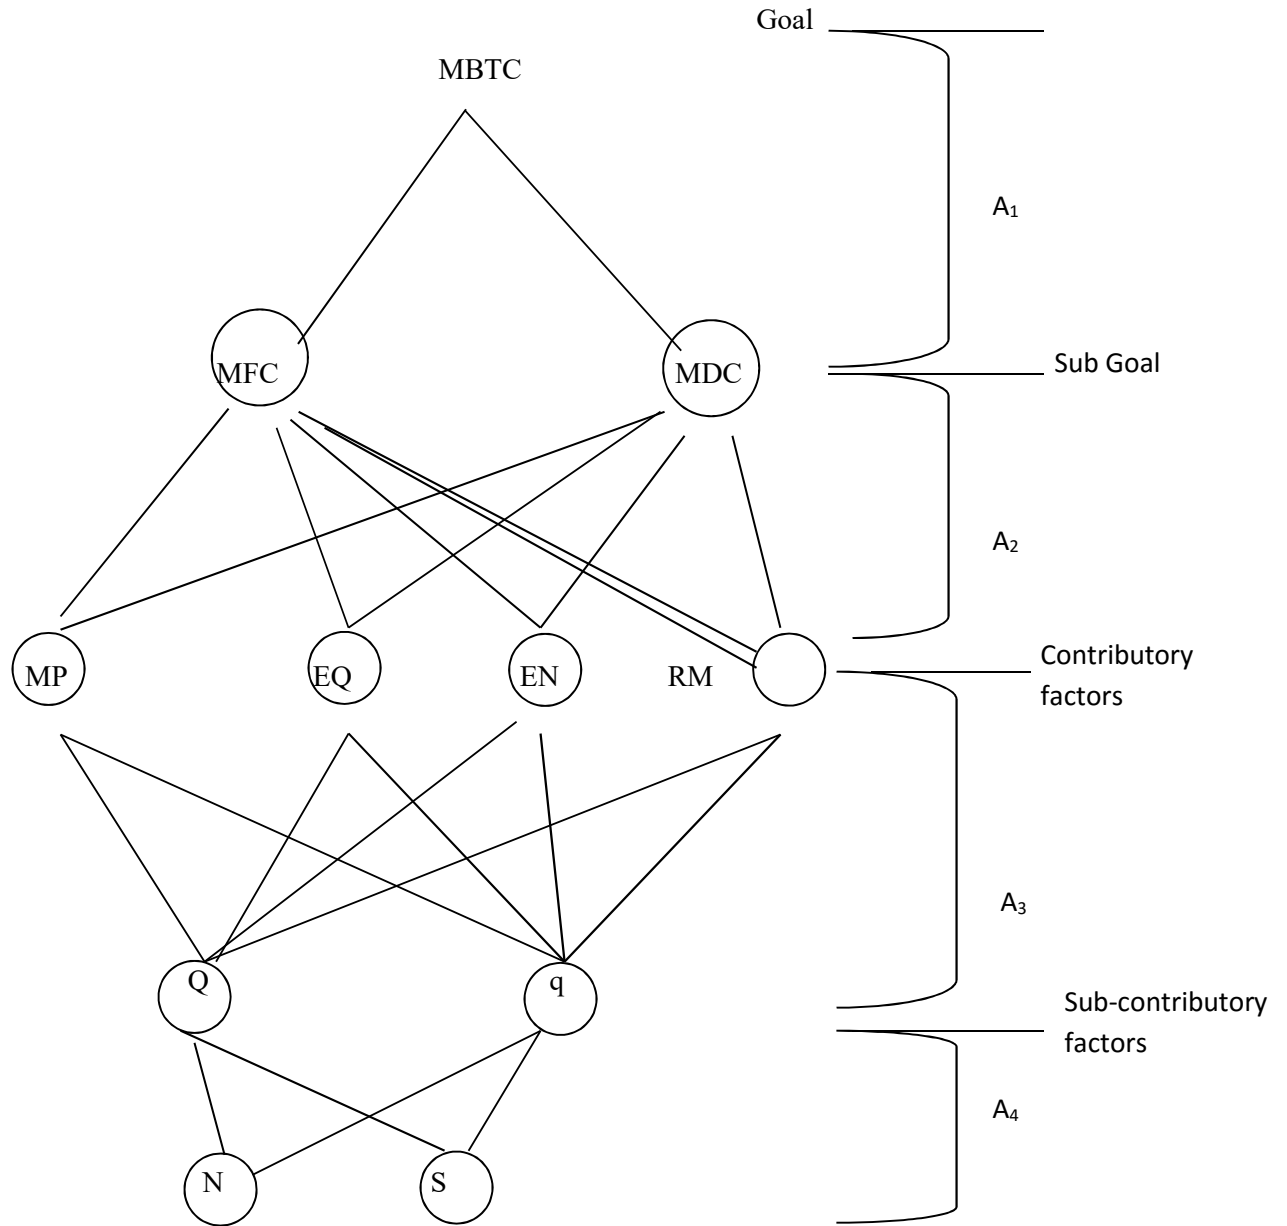 Goal
MBTC
A₁
MFC
MDC
Sub Goal
A₂
MP
EQ
EN
RM
Contributory
factors
A₃
Q
q
Sub-contributory
factors
A₄
N
S